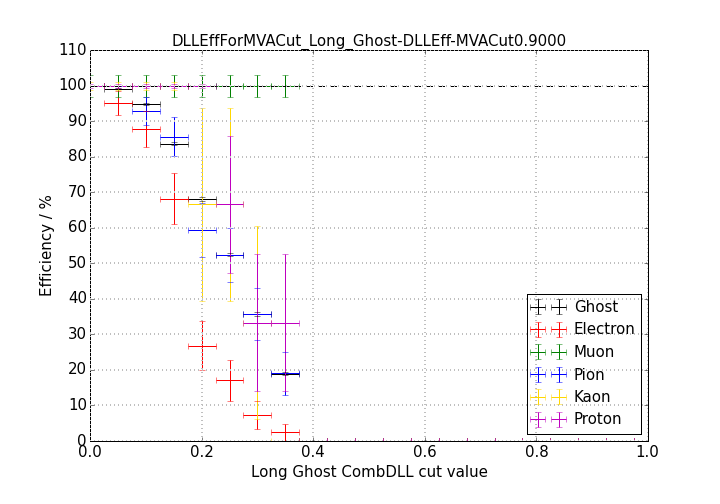 DLLEffForMVACut_Long_Ghost-DLLEff-MVACut0.9000
110
100
90
80
70
60
50
40
30
20
10
0
Efficiency / %
Ghost
Electron
Muon
Pion
Kaon
Proton
0.0 0.2 0.4 0.6 0.8 1.0
Long Ghost CombDLL cut value